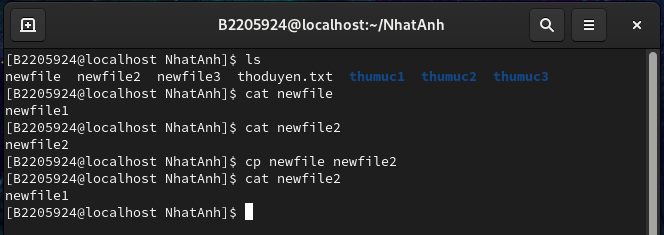 B2205924@localhost:~/NhatAnh
[B2205924@localhost NhatAnh]$ ls
newfile  newfile2  newfile3  thoduyen.txt  thumuc1  thumuc2  thumuc3
[B2205924@localhost NhatAnh]$ cat newfile
newfile1
[B2205924@localhost NhatAnh]$ cat newfile2
newfile2
[B2205924@localhost NhatAnh]$ cp newfile newfile2
[B2205924@localhost NhatAnh]$ cat newfile2
newfile1
[B2205924@localhost NhatAnh]$